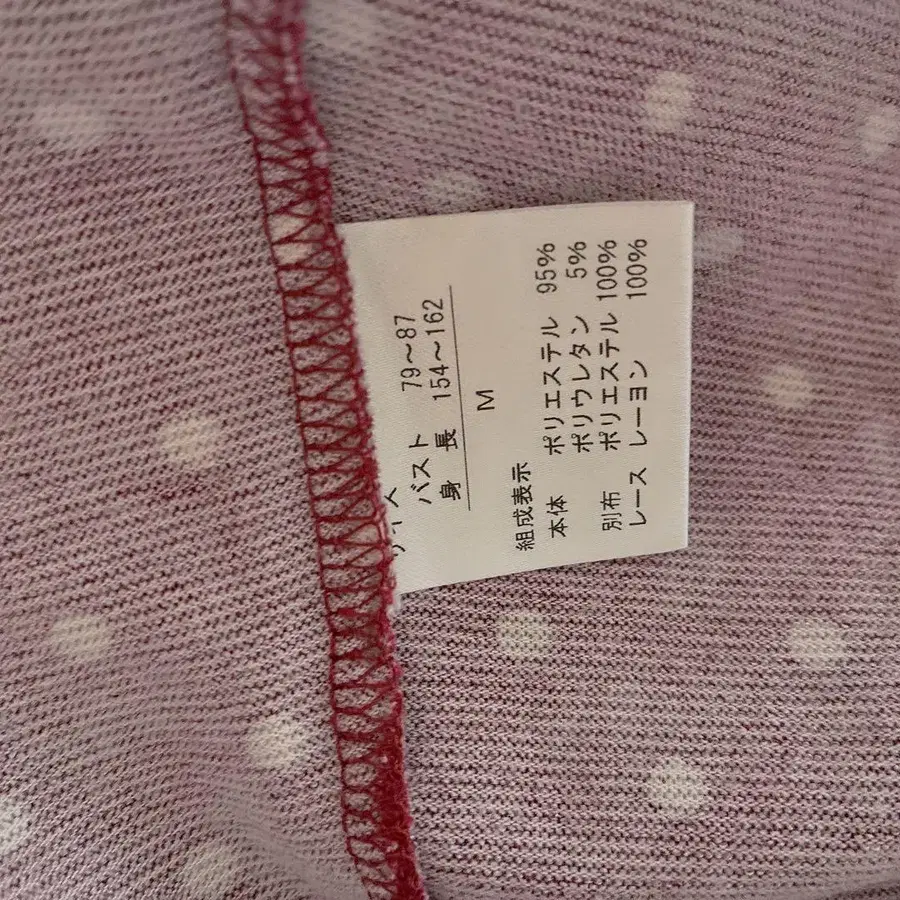 バスト 79～87
身長 154～162
M
組成表示
本体 ポリエステル 95%
ポリウレタン 5%
別布 ポリエステル 100%
レース レーヨン 100%